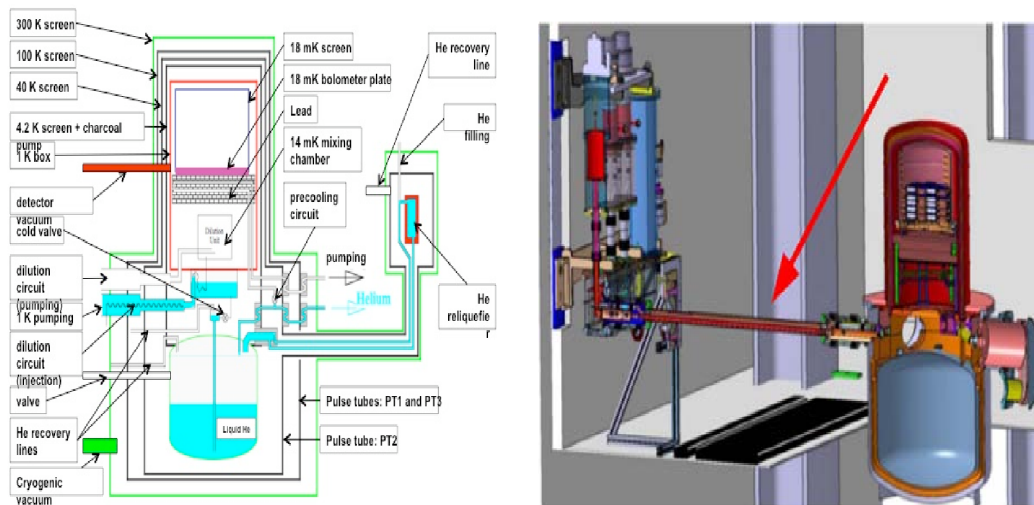 300 K screen
100 K screen
40 K screen
4.2 K screen + charcoal
pump
1K box
detector
vacuum
cold valve
dilution
circuit
(pumping)
1K pumping
dilution
circuit
(injection)
valve
He recovery
lines
Cryogenic
vacuum
18 mK screen
18 mK bolometer plate
Lead
14 mK mixing
chamber
precooling
circuit
Dilution
Unit
pumping
Helium
Liquid He
Pulse tubes: PT1 and PT3
Pulse tube: PT2
He recovery
line
He
filling
He
reliquefie
r